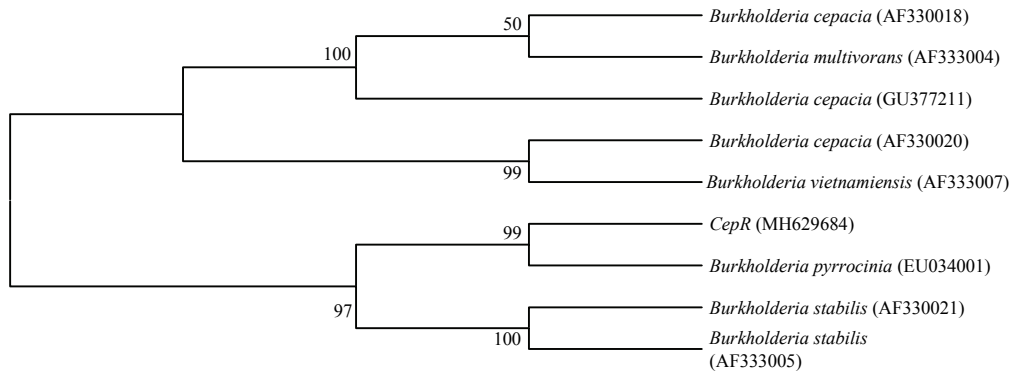 Burkholderia cepacia (AF330018)
50
Burkholderia multivorans (AF333004)
100
Burkholderia cepacia (GU377211)
Burkholderia cepacia (AF330020)
99
Burkholderia vietnamiensis (AF333007)
CepR (MH629684)
99
Burkholderia pyrrocinia (EU034001)
97
Burkholderia stabilis (AF330021)
100
Burkholderia stabilis
(AF333005)